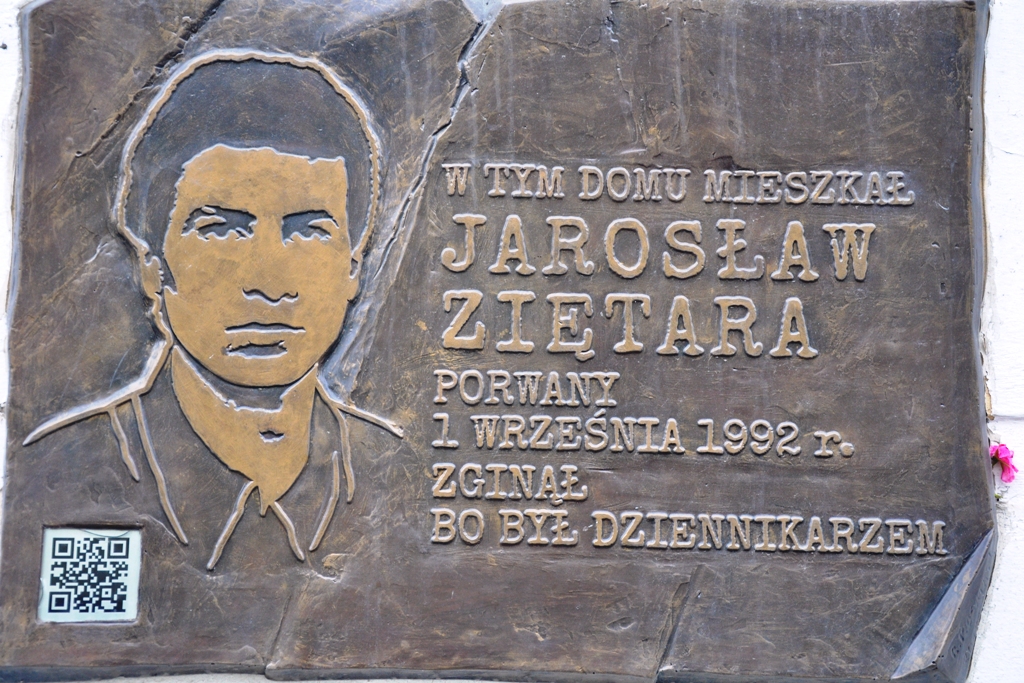 W TYM DOMU MIESZKAŁ
JAROSŁAW
ZIĘTARA
PORWANY
1 WRZEŚNIA 1992 r.
ZGINĄŁ
BO BYŁ DZIENNIKARZEM